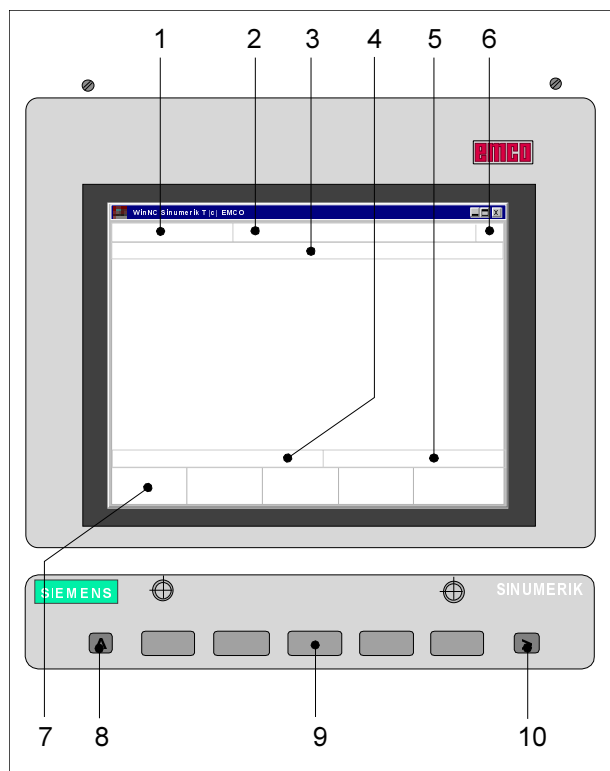 1 2 3 4 5 6
EMCO
WinNC Sinumerik T (c) EMCO
SIEMENS
SINUMERIK
7 8 9 10